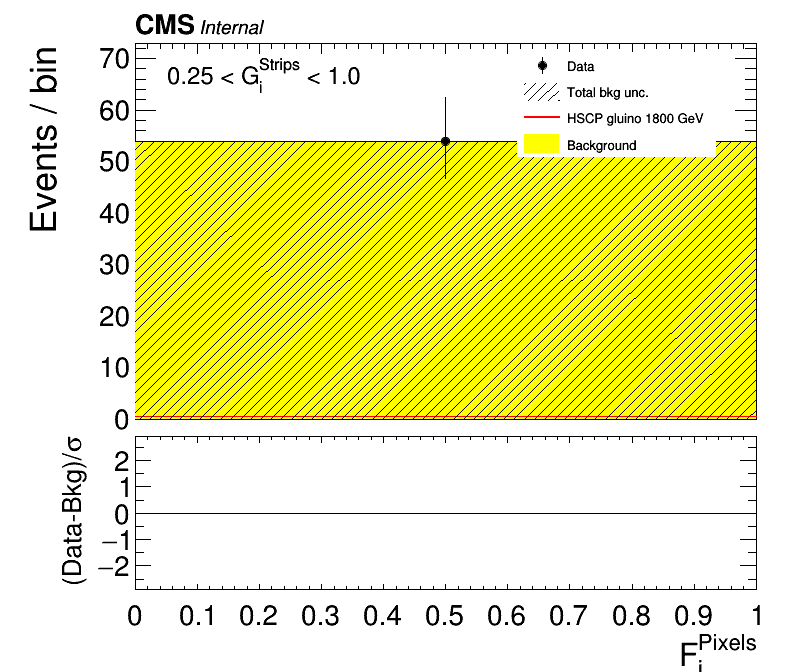 CMS Internal
Events / bin
70
60
50
40
30
20
10
0
0.25 < G_i^Strips < 1.0
Data
Total bkg unc.
HSCP gluino 1800 GeV
Background
(Data-Bkg)/σ
2
1
0
−1
−2
0 0.1 0.2 0.3 0.4 0.5 0.6 0.7 0.8 0.9 1
F_i^Pixels